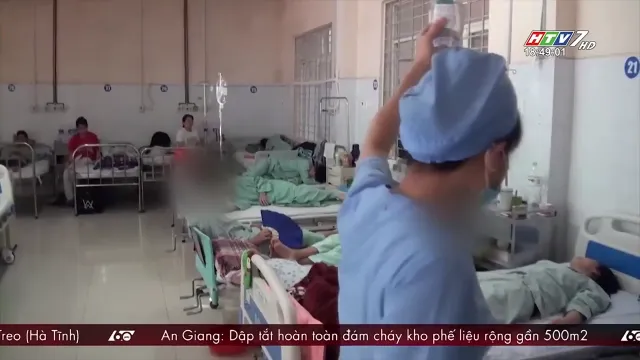 HTV7 HD
18:49:01
21
Treo (Hà Tĩnh) 60 An Giang: Dập tắt hoàn toàn đám cháy kho phế liệu rộng gần 500m2